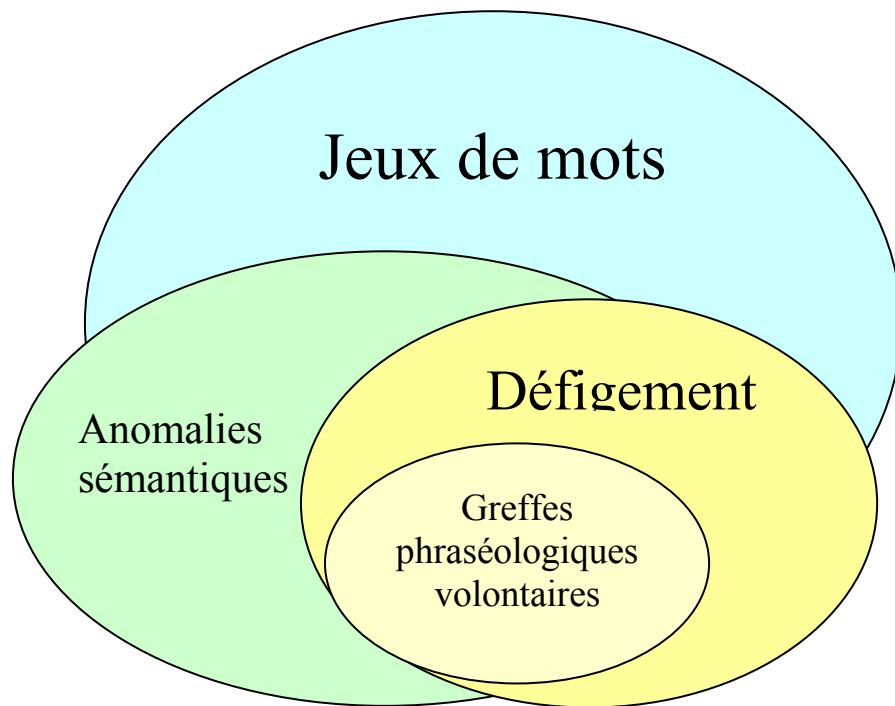 Jeux de mots
Défigement
Anomalies
sémantiques
Greffes
phraséologiques
volontaires